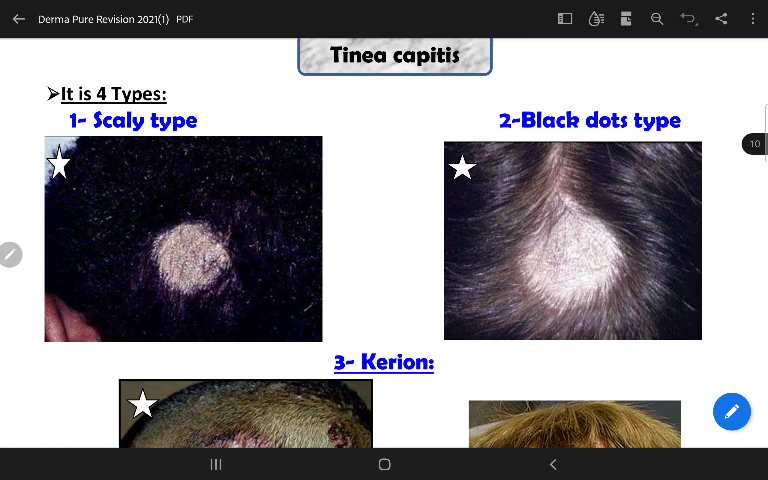 Derma Pure Revision 2021(1) PDF
Tinea capitis
It is 4 Types:
1- Scaly type
2-Black dots type
10
3- Kerion: